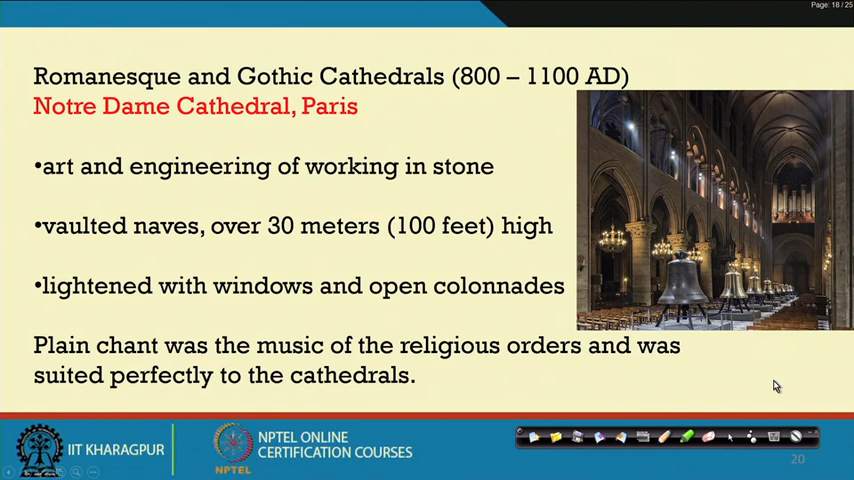 Page: 18 / 25
Romanesque and Gothic Cathedrals (800 – 1100 AD)
Notre Dame Cathedral, Paris
•art and engineering of working in stone
•vaulted naves, over 30 meters (100 feet) high
•lightened with windows and open colonnades
Plain chant was the music of the religious orders and was
suited perfectly to the cathedrals.
IIT KHARAGPUR
NPTEL
NPTEL ONLINE
CERTIFICATION COURSES
20